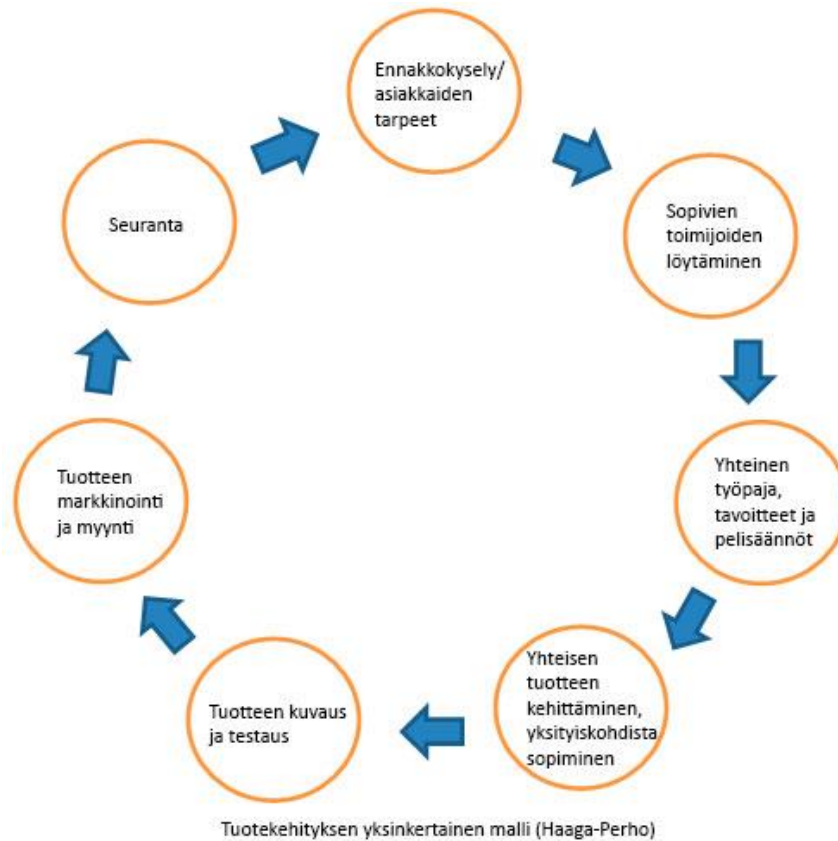 Ennakkokysely/
asiakkaiden
tarpeet
Sopivien
toimijoiden
löytäminen
Yhteinen
työpaja,
tavoitteet ja
pelisäännöt
Yhteisen
tuotteen
kehittäminen,
yksityiskohdista
sopiminen
Tuotteen kuvaus
ja testaus
Tuotteen
markkinointi
ja myynti
Seuranta
Tuotekehityksen yksinkertainen malli (Haaga-Perho)